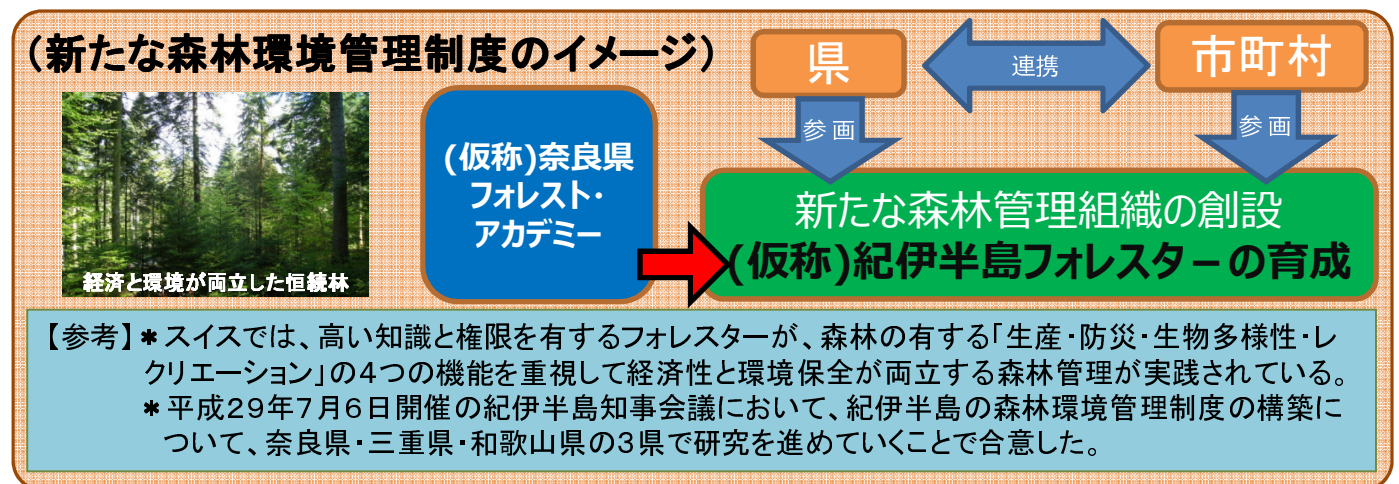 (新たな森林環境管理制度のイメージ)
県
連携
市町村
参画
参画
経済と環境が両立した恒続林
(仮称)奈良県
フォレスト・
アカデミー
新たな森林管理組織の創設
(仮称)紀伊半島フォレスターの育成
【参考】＊スイスでは、高い知識と権限を有するフォレスターが、森林の有する「生産・防災・生物多様性・レ
クリエーション」の4つの機能を重視して経済性と環境保全が両立する森林管理が実践されている。
＊平成29年7月6日開催の紀伊半島知事会議において、紀伊半島の森林環境管理制度の構築に
ついて、奈良県・三重県・和歌山県の3県で研究を進めていくことで合意した。